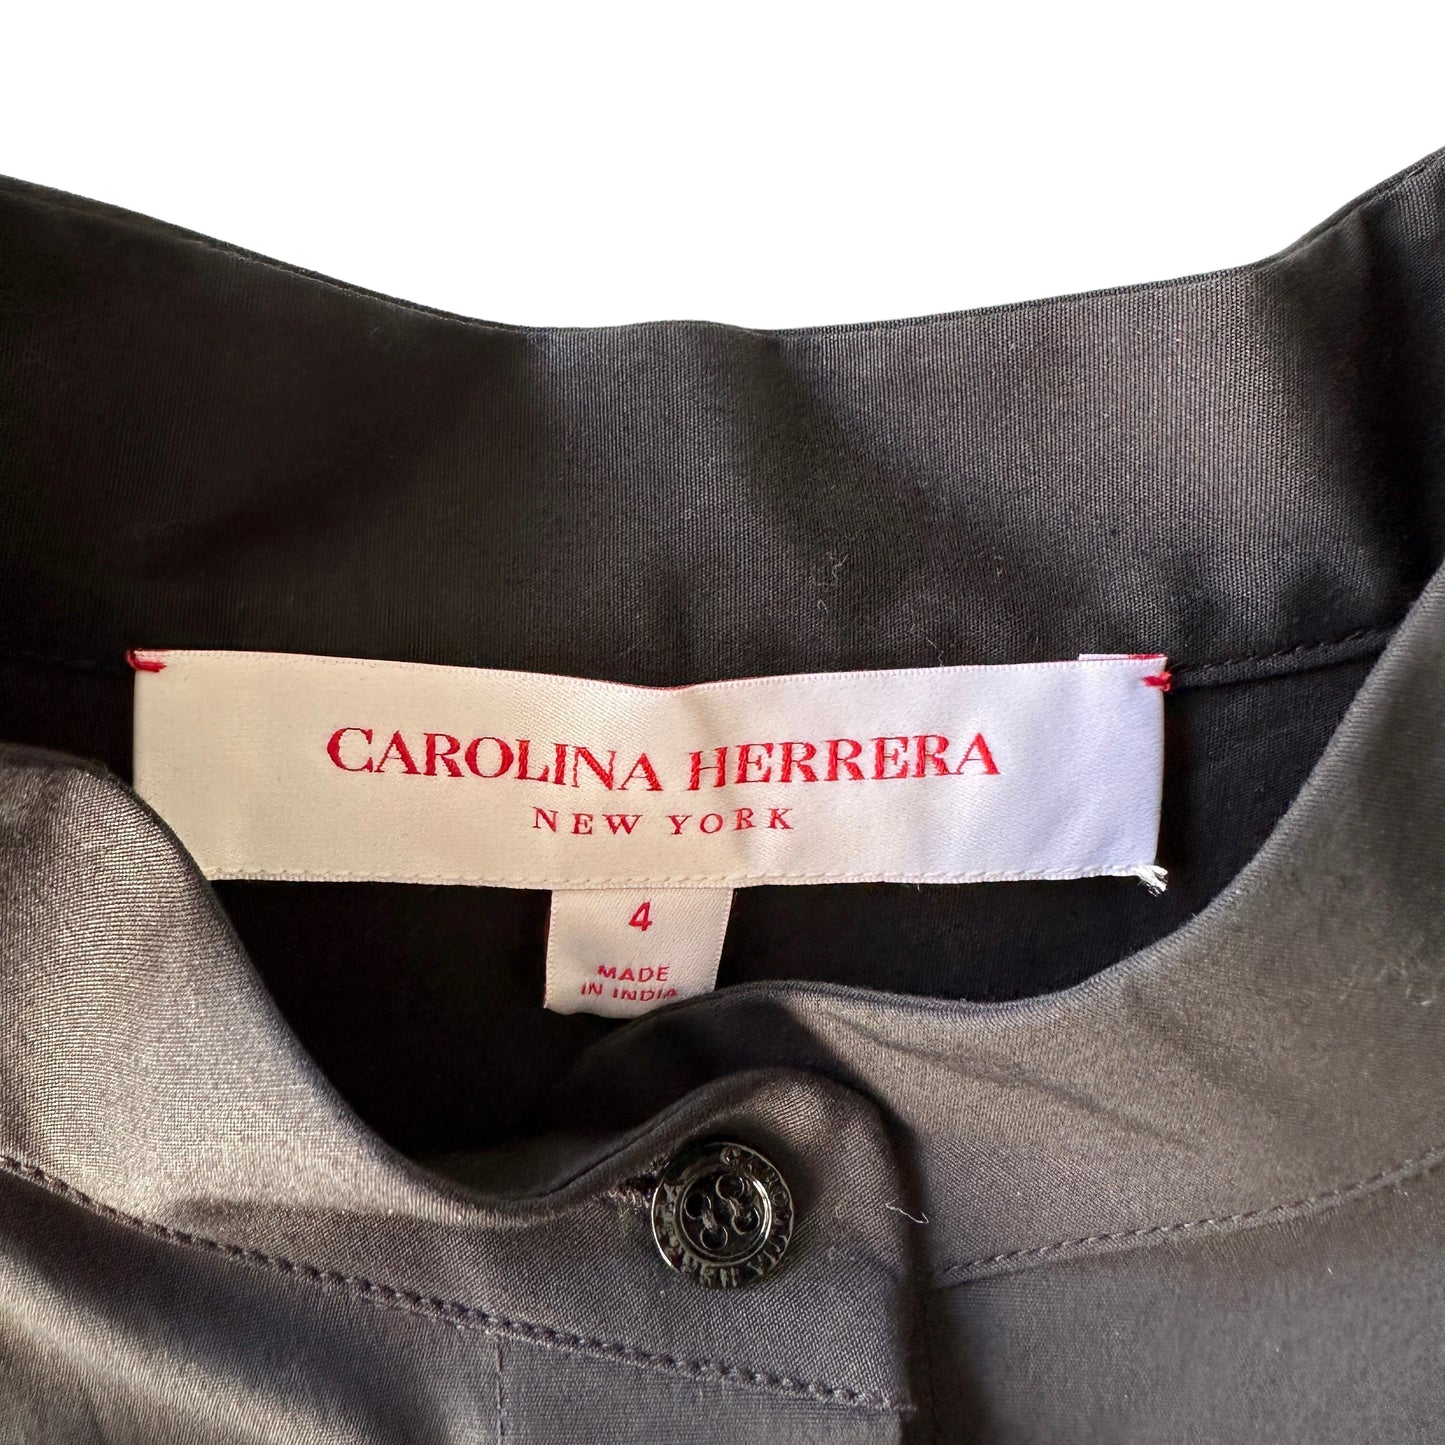 CAROLINA HERRERA
NEW YORK
4
MADE
IN INDIA